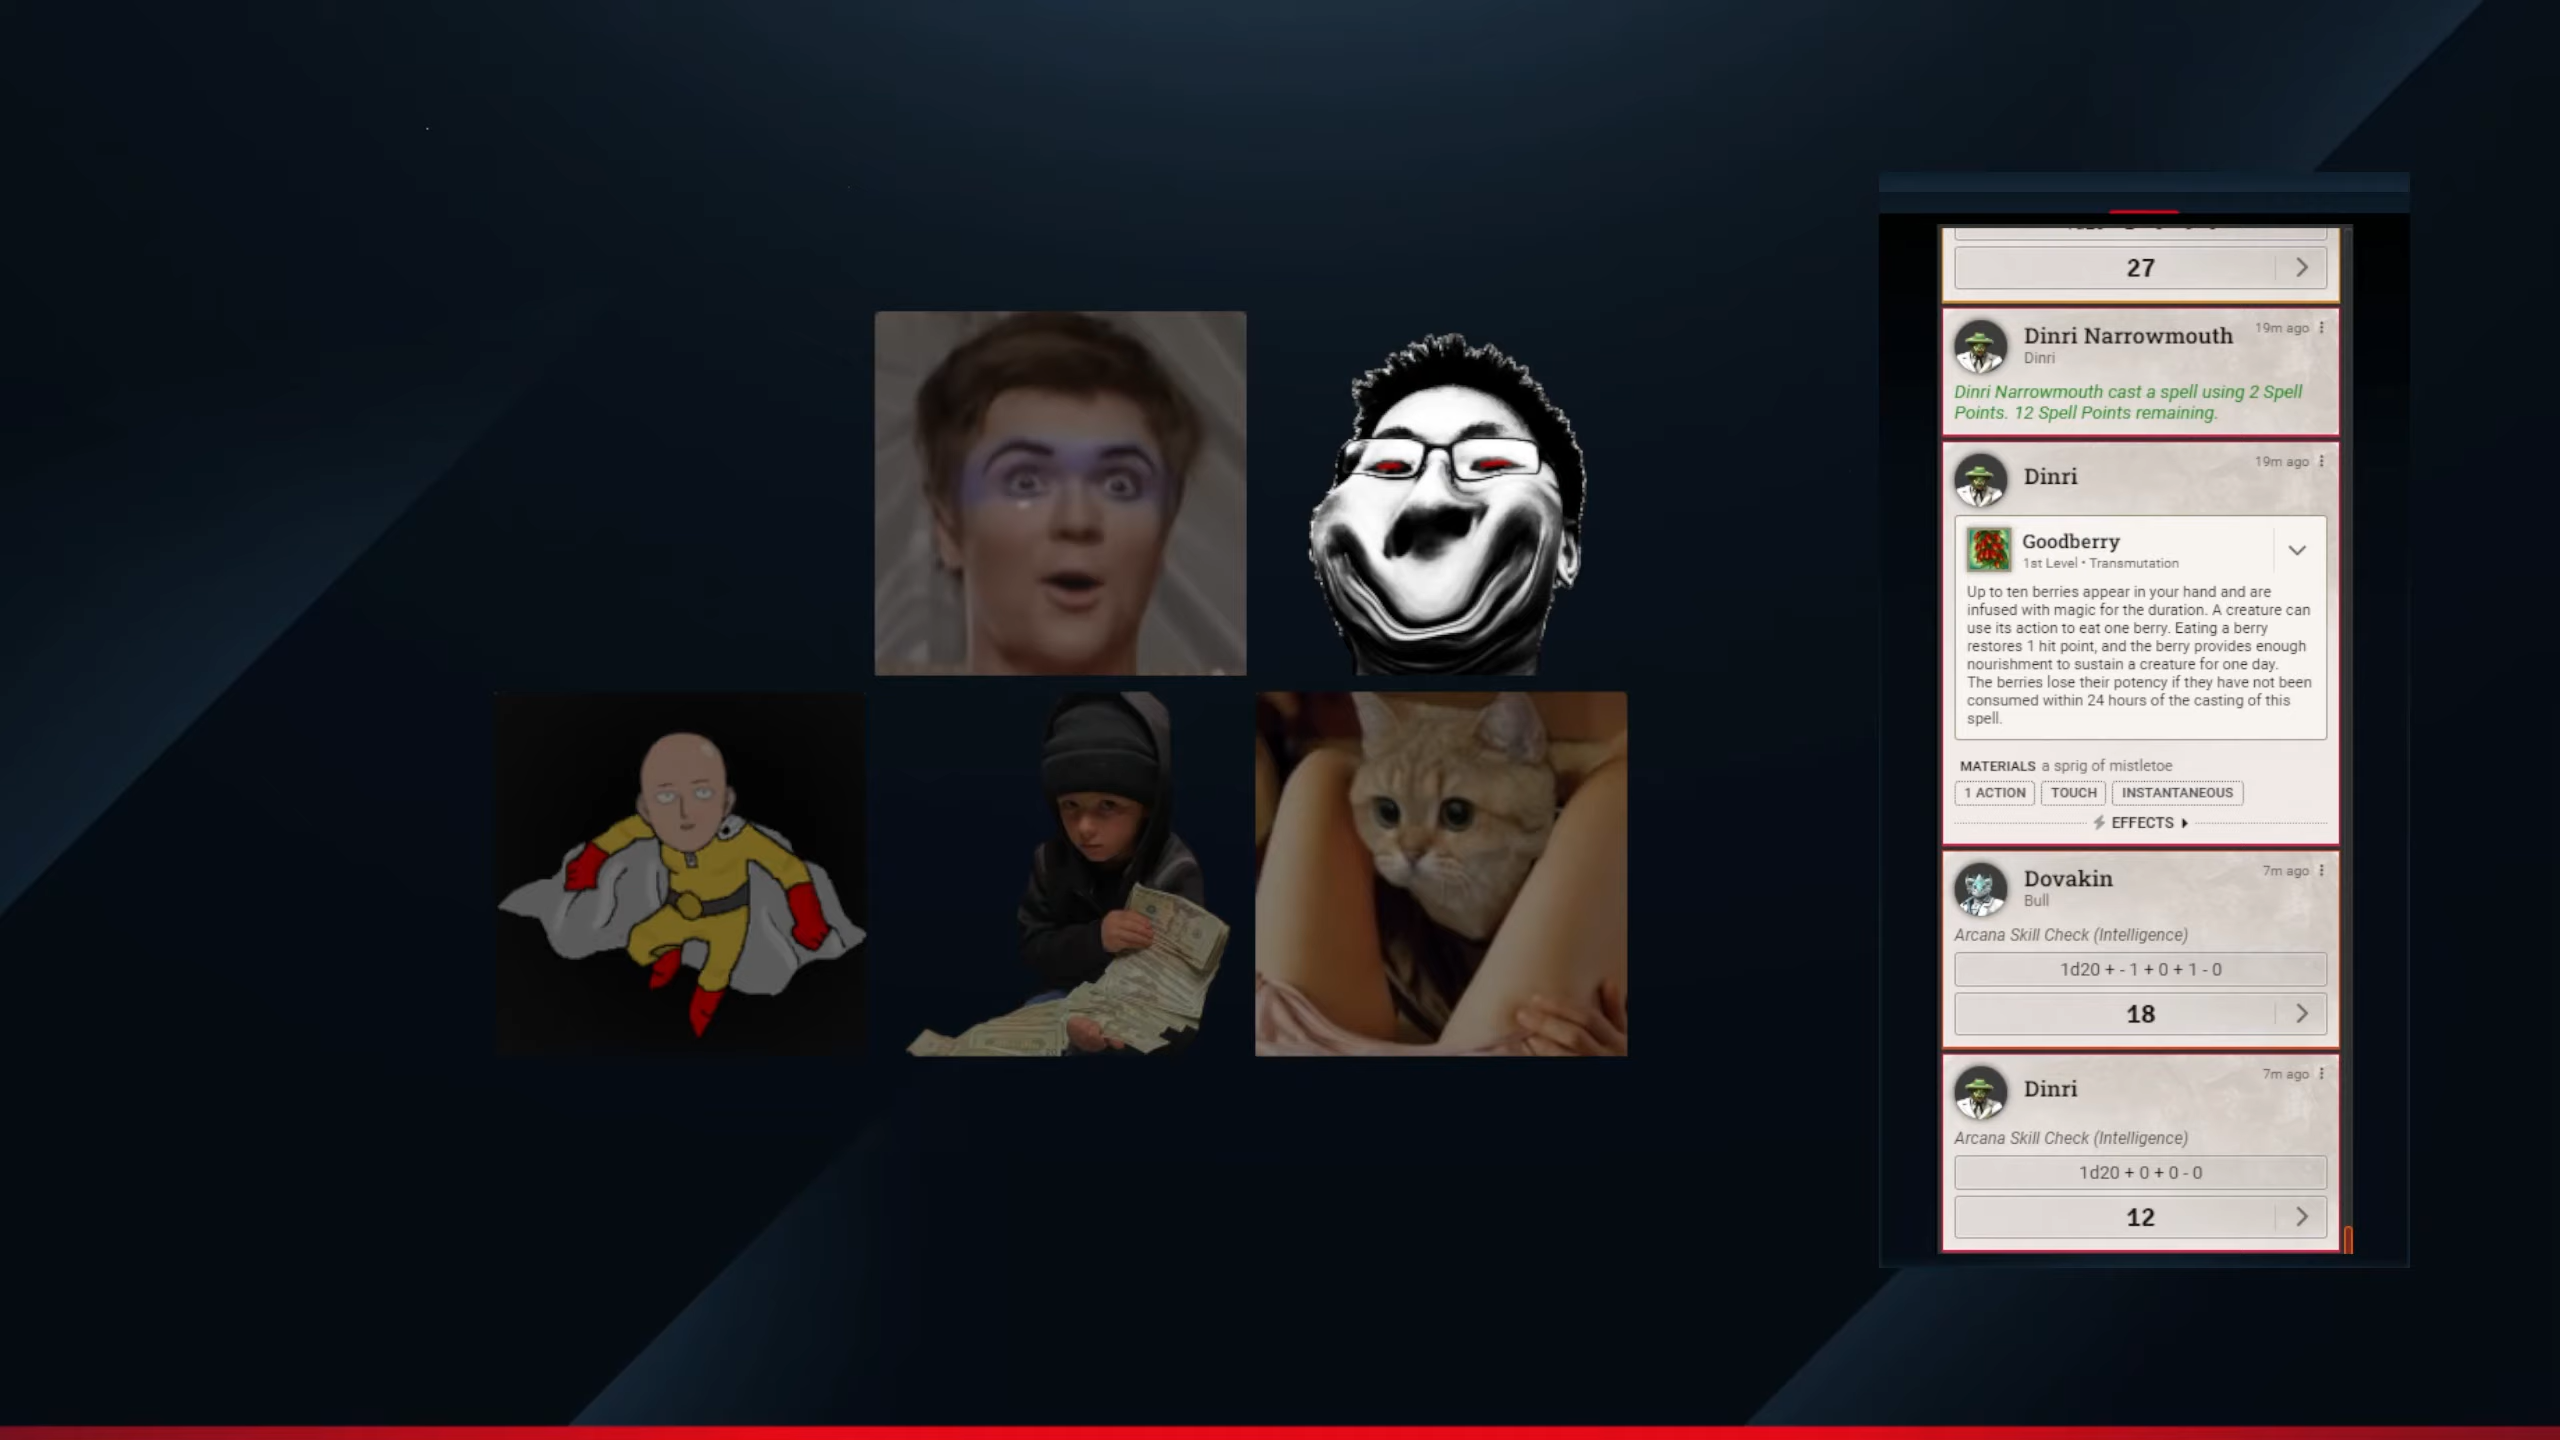 27
Dinri Narrowmouth
19m ago
Dinri
Dinri Narrowmouth cast a spell using 2 Spell
Points. 12 Spell Points remaining.
Dinri
19m ago
Goodberry
1st Level • Transmutation
Up to ten berries appear in your hand and are
infused with magic for the duration. A creature can
use its action to eat one berry. Eating a berry
restores 1 hit point, and the berry provides enough
nourishment to sustain a creature for one day.
The berries lose their potency if they have not been
consumed within 24 hours of the casting of this
spell.
MATERIALS a sprig of mistletoe
1 ACTION TOUCH INSTANTANEOUS
EFFECTS
Dovakin
7m ago
Bull
Arcana Skill Check (Intelligence)
1d20 + - 1 + 0 + 1 - 0
18
Dinri
7m ago
Arcana Skill Check (Intelligence)
1d20 + 0 + 0 - 0
12